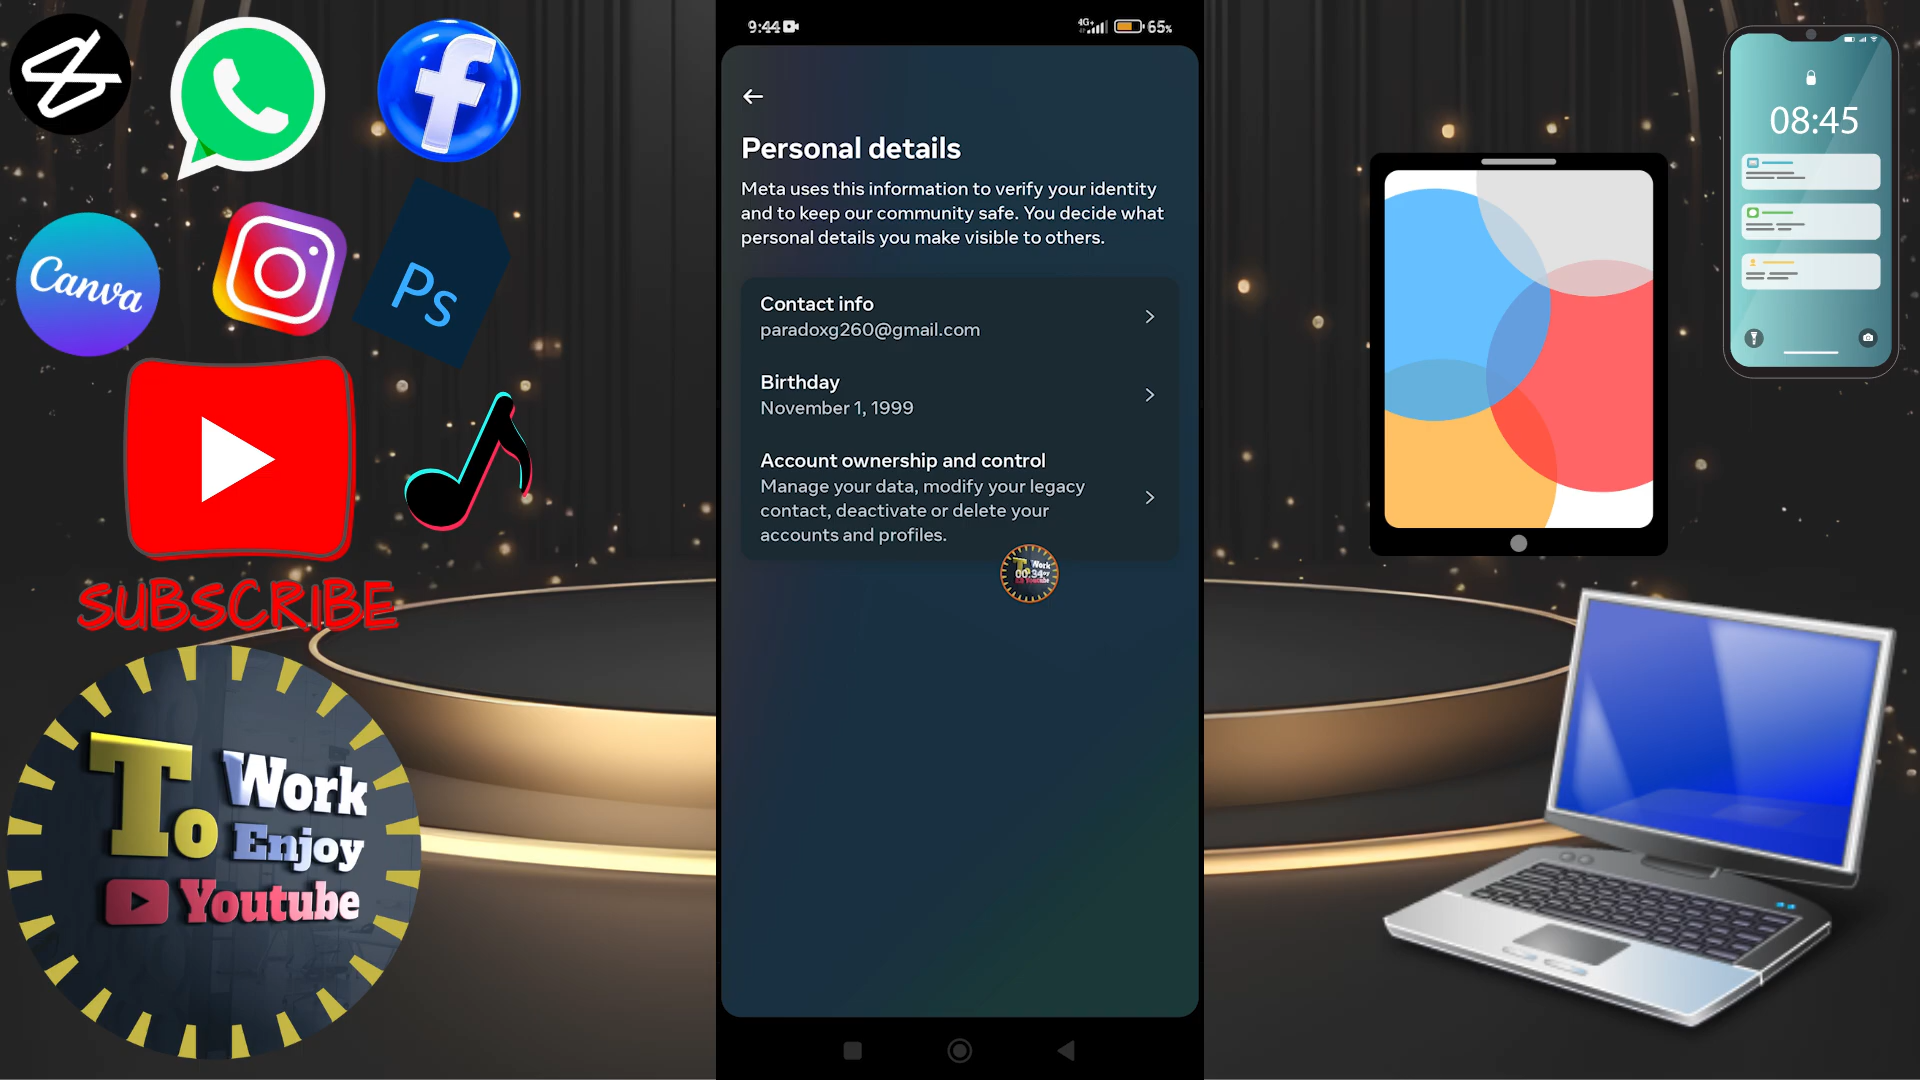 9:44
4G+
65%
Personal details
Meta uses this information to verify your identity
and to keep our community safe. You decide what
personal details you make visible to others.
Contact info
paradoxg260@gmail.com
Birthday
November 1, 1999
Account ownership and control
Manage your data, modify your legacy
contact, deactivate or delete your
accounts and profiles.
00:34
Canva
Ps
SUBSCRIBE
To Work
Enjoy
Youtube
08:45